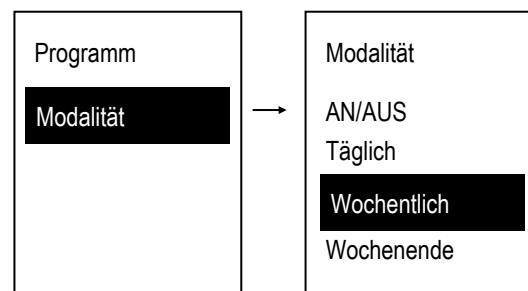 Programm
Modalität
Modalität
AN/AUS
Täglich
Wochentlich
Wochenende